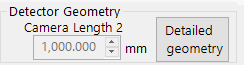 Detector Geometry
Camera Length 2
1,000.000 mm
Detailed
geometry